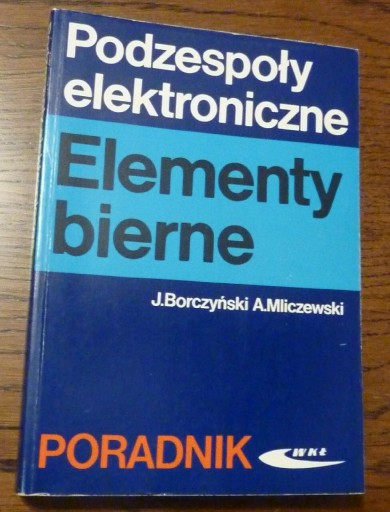 Podzespoły
elektroniczne
Elementy
bierne
J.Borczyński A.Mliczewski
PORADNIK
WKŁ